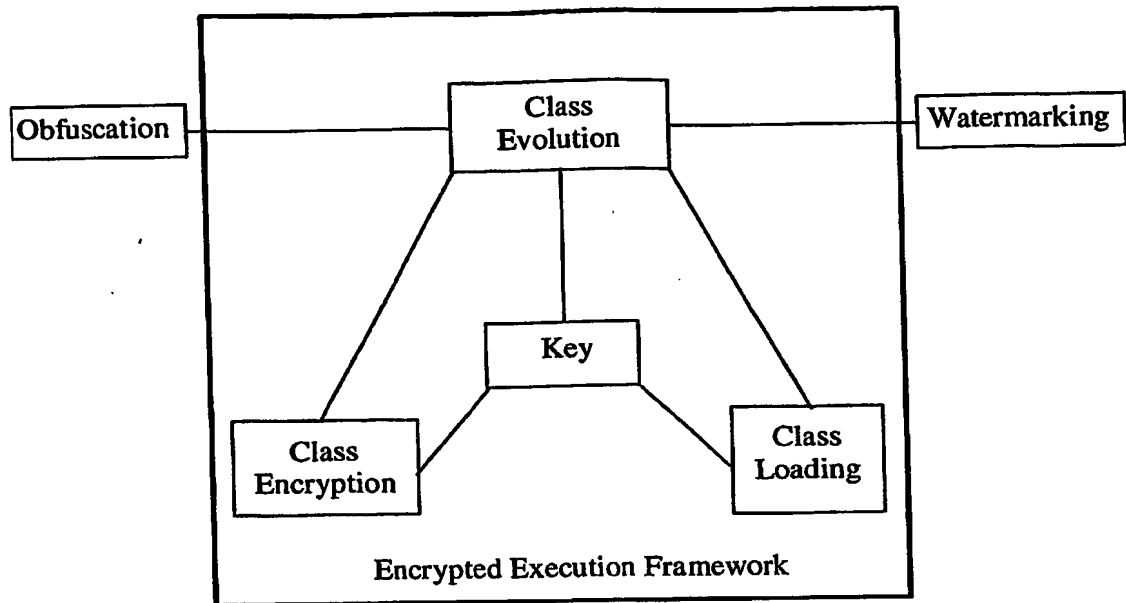 Obfuscation
Class
Evolution
Watermarking
Key
Class
Encryption
Class
Loading
Encrypted Execution Framework